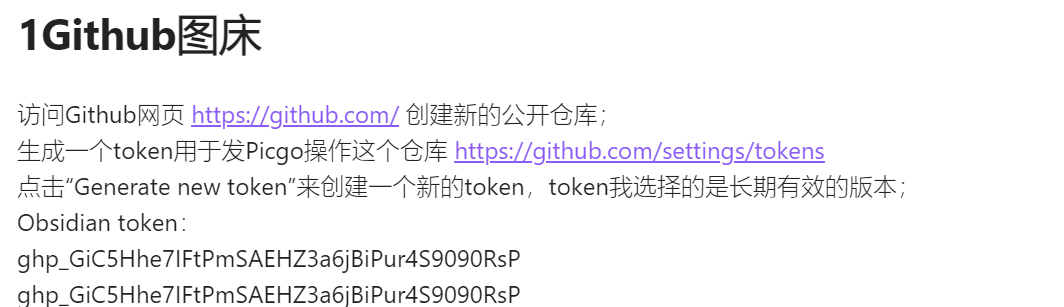 1Github图床
访问Github网页 https://github.com/ 创建新的公开仓库；
生成一个token用于发Picgo操作这个仓库 https://github.com/settings/tokens
点击“Generate new token”来创建一个新的token，token我选择的是长期有效的版本；
Obsidian token：
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
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